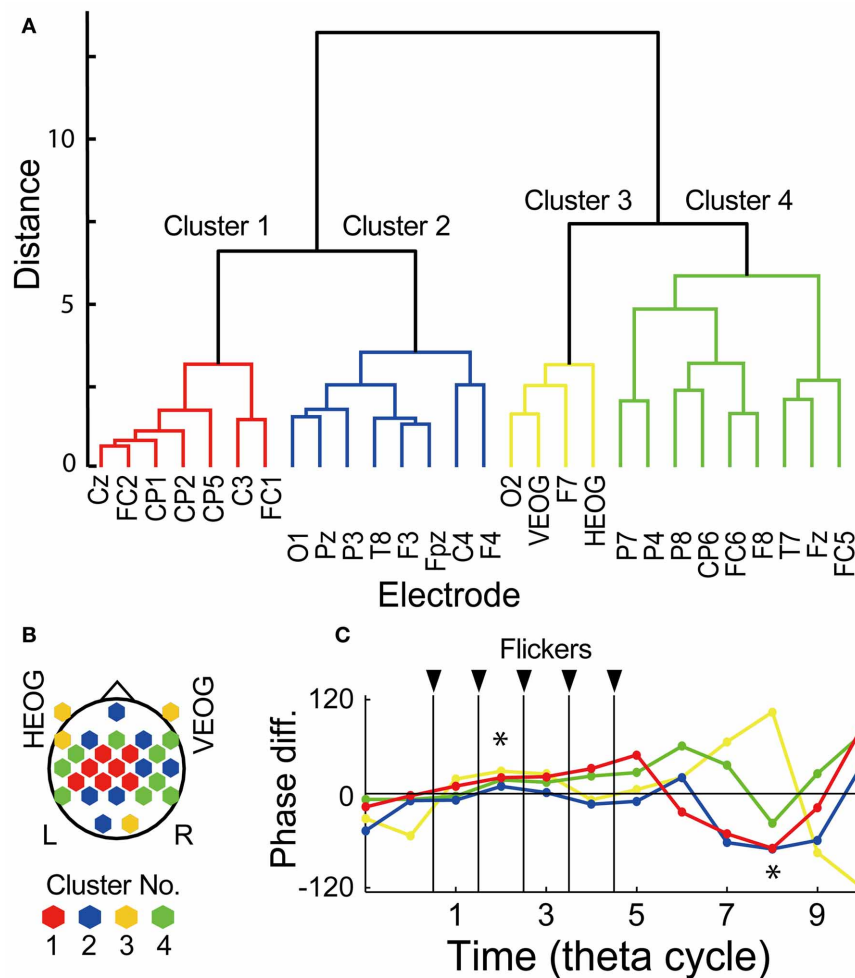 A
Distance
10
5
0
Cluster 1
Cluster 2
Cluster 3
Cluster 4
Cz
FC2
CP1
CP2
CP5
C3
FC1
O1
Pz
P3
T8
F3
Fpz
C4
F4
O2
VEOG
F7
HEOG
P7
P4
P8
CP6
FC6
F8
T7
Fz
FC5
Electrode
B
HEOG
VEOG
L
R
Cluster No.
1 2 3 4
C
Flickers
Phase diff.
120
0
-120
*
*
1 3 5 7 9
Time (theta cycle)